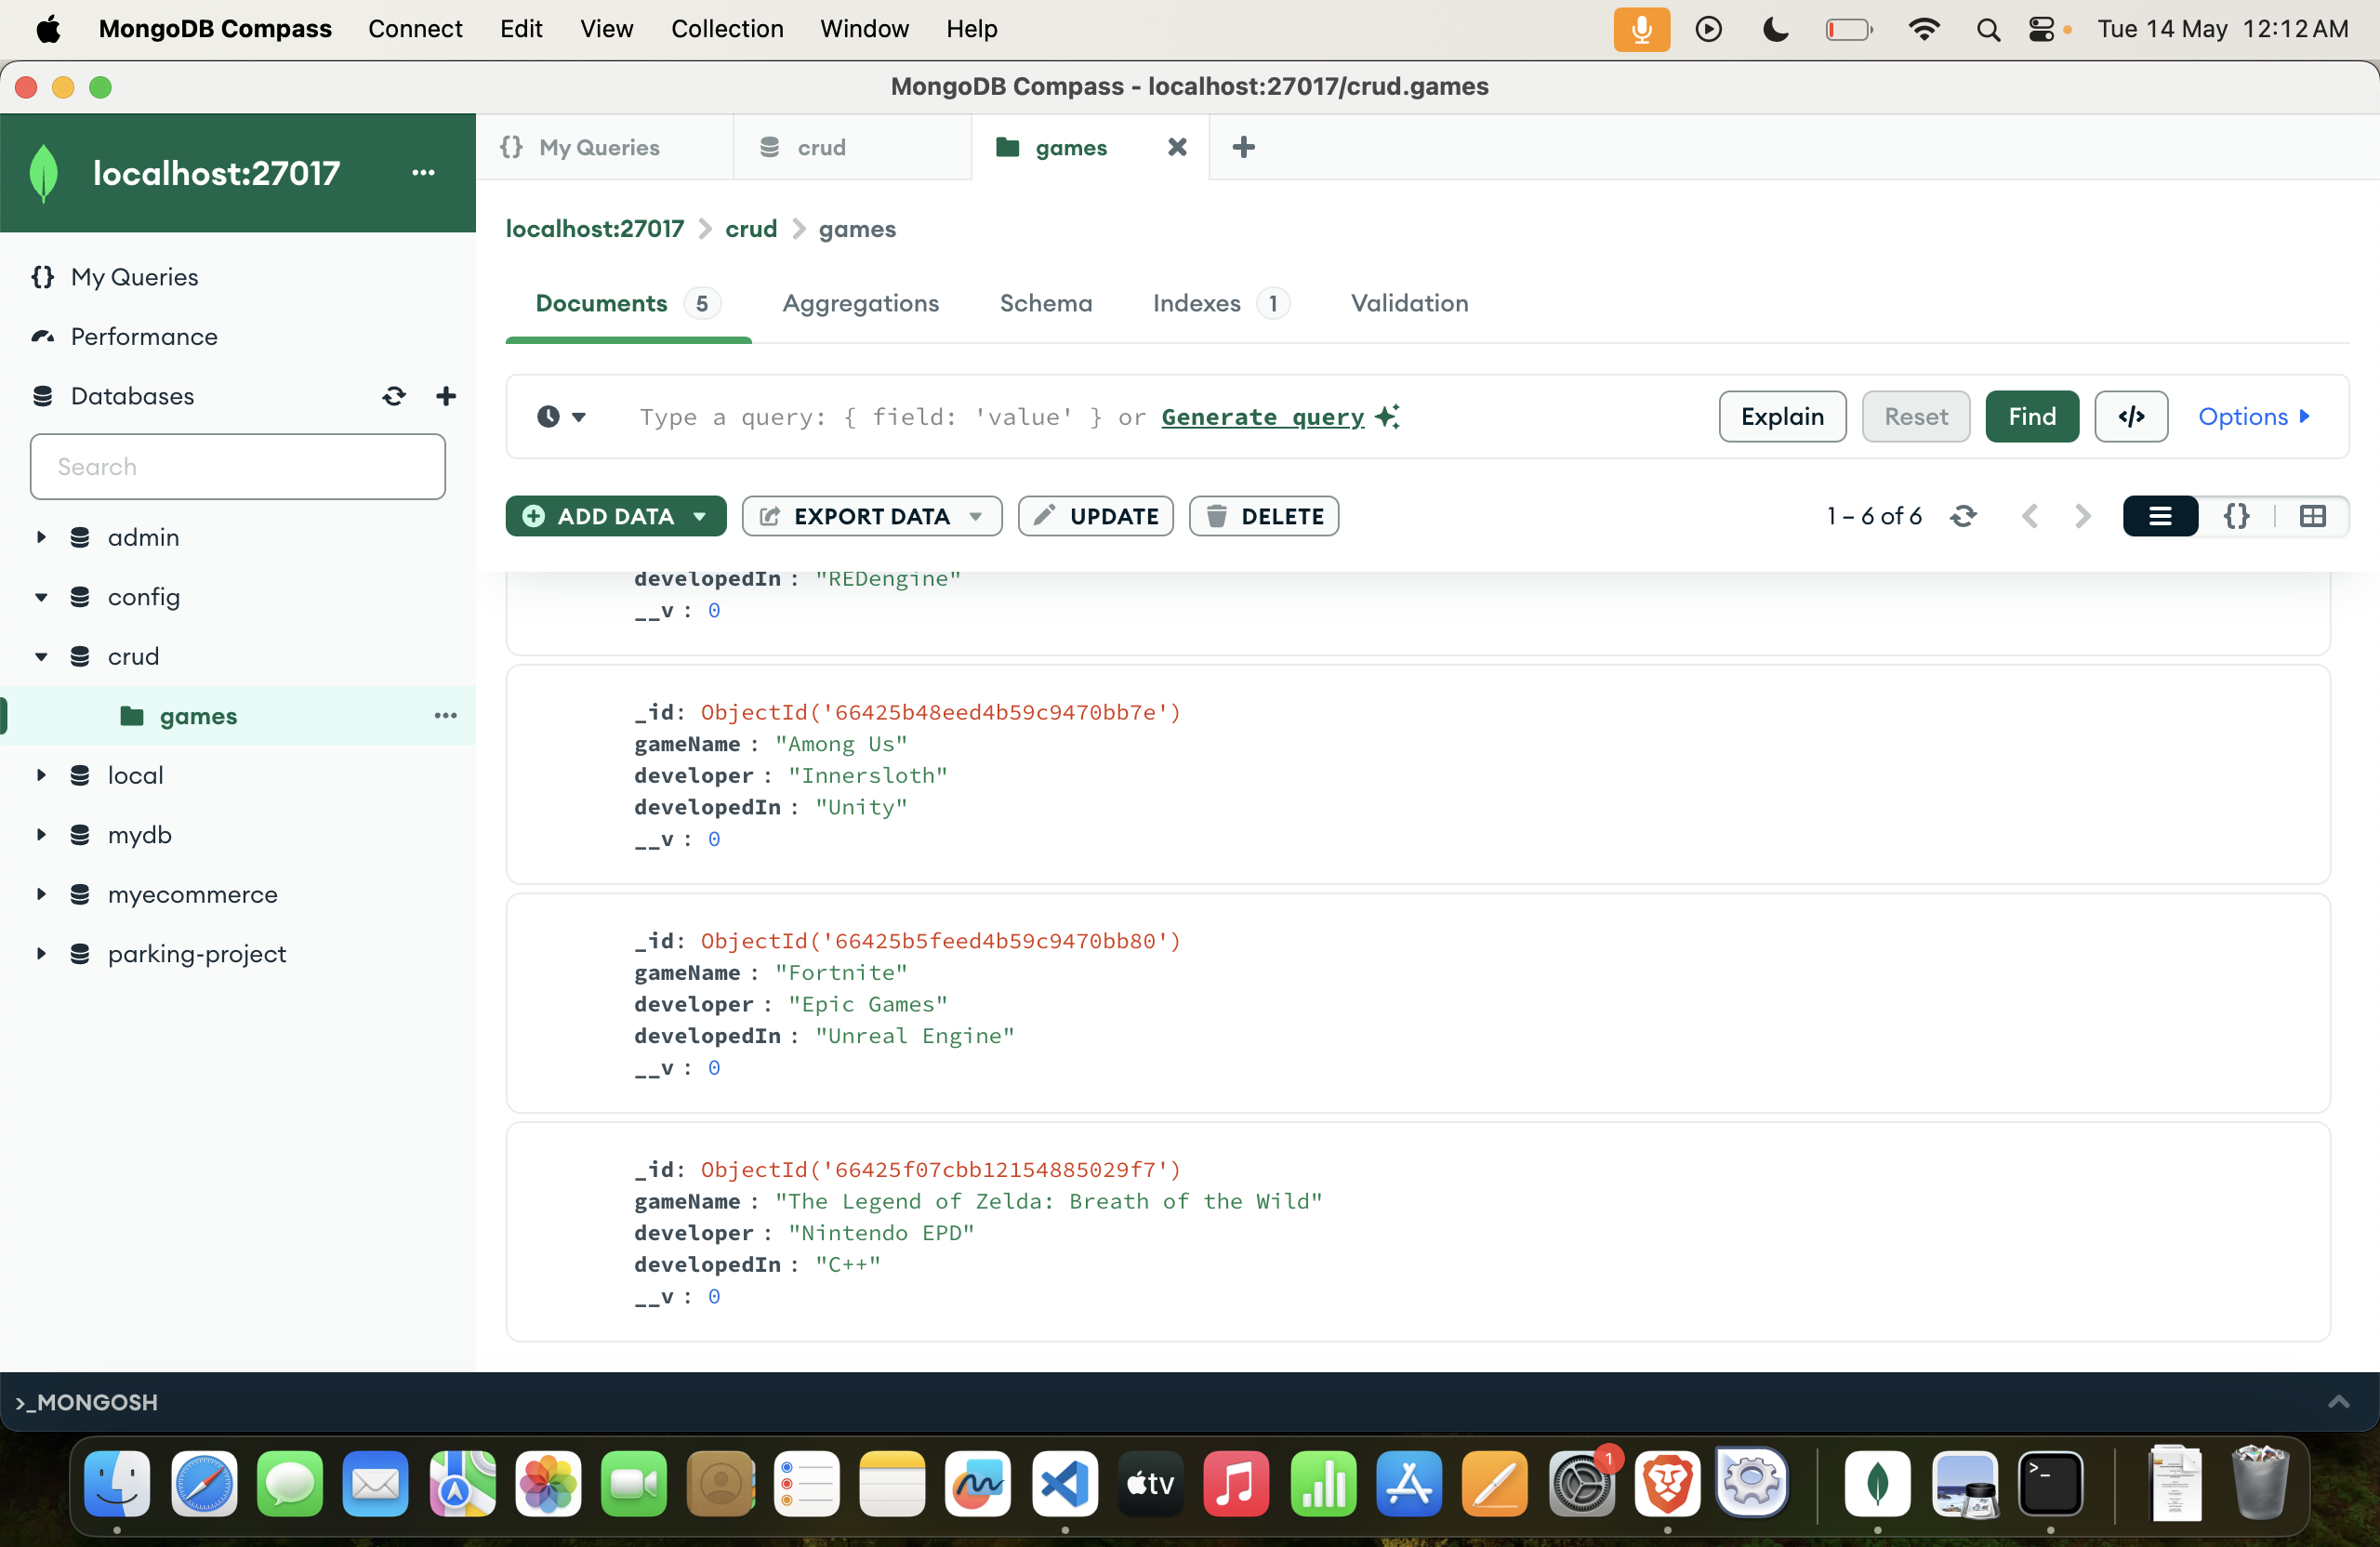 MongoDB Compass Connect Edit View Collection Window Help Tue 14 May 12:12 AM
MongoDB Compass - localhost:27017/crud.games
localhost:27017 ...
My Queries crud games
localhost:27017 > crud > games
My Queries
Performance
Databases
Search
admin
config
crud
games ...
local
mydb
myecommerce
parking-project
Documents 5 Aggregations Schema Indexes 1 Validation
Type a query: { field: 'value' } or Generate query Explain Reset Find </> Options
ADD DATA EXPORT DATA UPDATE DELETE 1 – 6 of 6 {}
developedIn : "REDengine"
__v : 0
_id: ObjectId('66425b48eed4b59c9470bb7e')
gameName : "Among Us"
developer : "Innersloth"
developedIn : "Unity"
__v : 0
_id: ObjectId('66425b5feed4b59c9470bb80')
gameName : "Fortnite"
developer : "Epic Games"
developedIn : "Unreal Engine"
__v : 0
_id: ObjectId('66425f07cbb12154885029f7')
gameName : "The Legend of Zelda: Breath of the Wild"
developer : "Nintendo EPD"
developedIn : "C++"
__v : 0
>_MONGOSH
tv
1
>_